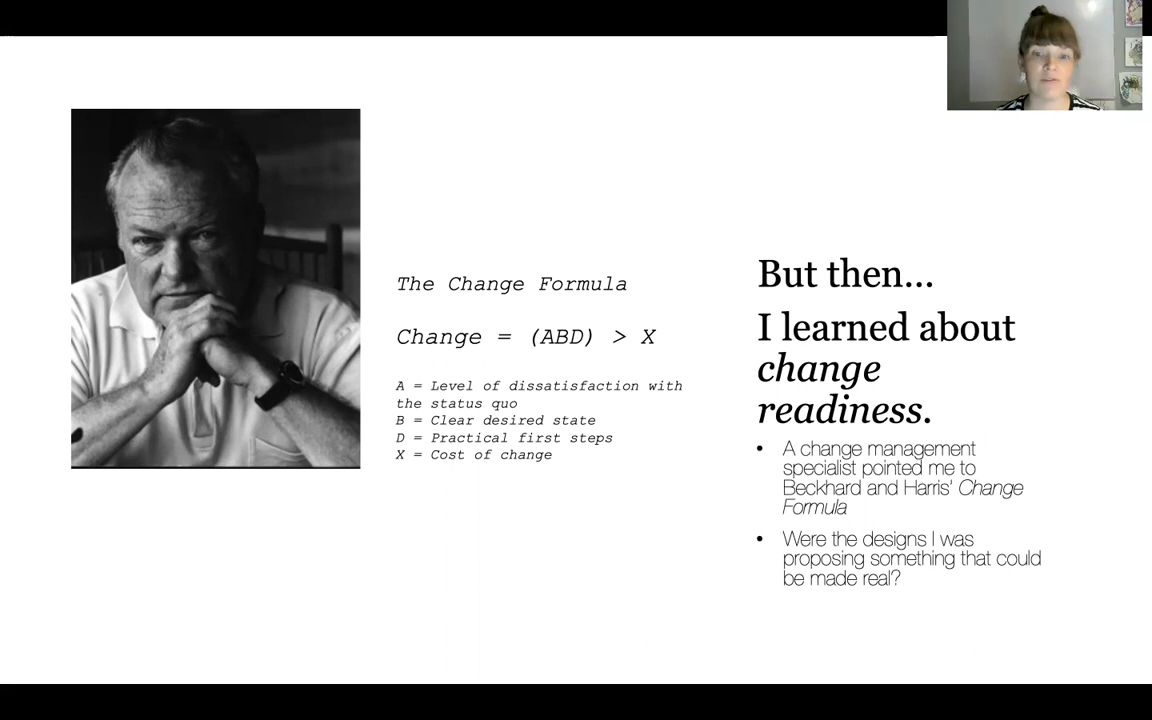 The Change Formula
Change = (ABD) > X
A = Level of dissatisfaction with
the status quo
B = Clear desired state
D = Practical first steps
X = Cost of change
But then...
I learned about
change
readiness.
• A change management
specialist pointed me to
Beckhard and Harris' Change
Formula
• Were the designs I was
proposing something that could
be made real?